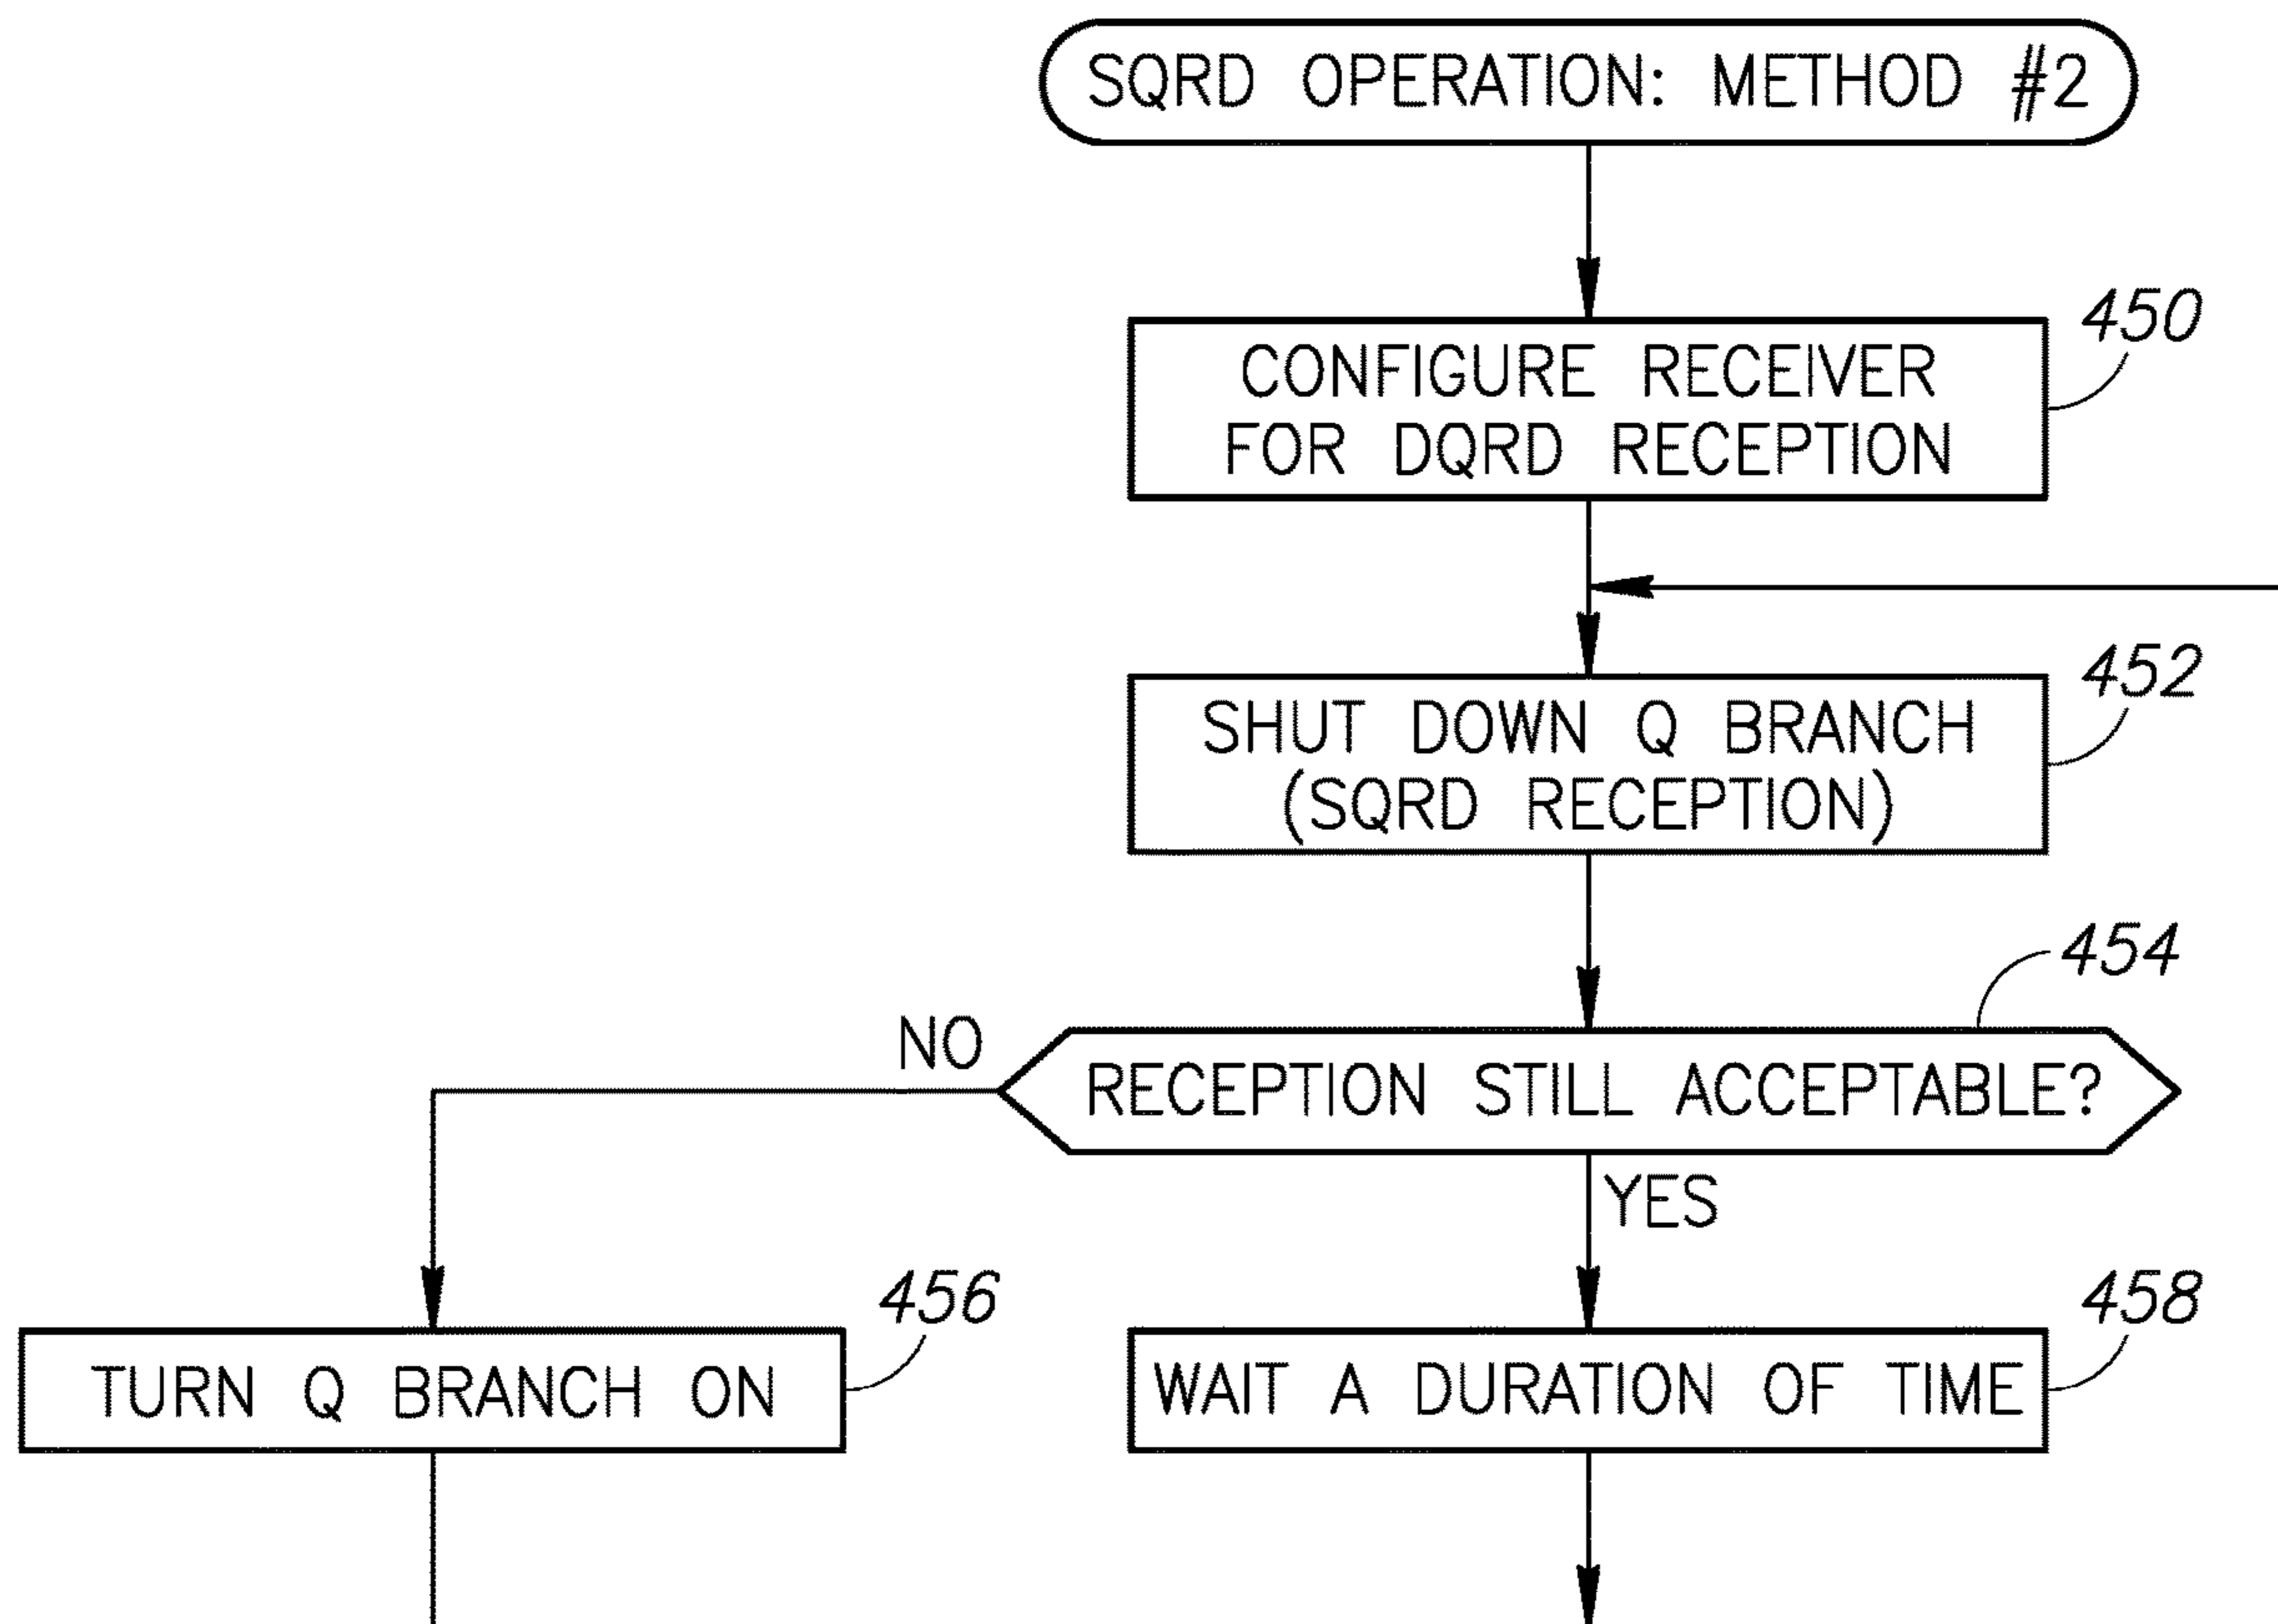 SQRD OPERATION: METHOD #2
450
CONFIGURE RECEIVER
FOR DQRD RECEPTION
452
SHUT DOWN Q BRANCH
(SQRD RECEPTION)
454
NO
RECEPTION STILL ACCEPTABLE?
YES
456
458
TURN Q BRANCH ON
WAIT A DURATION OF TIME